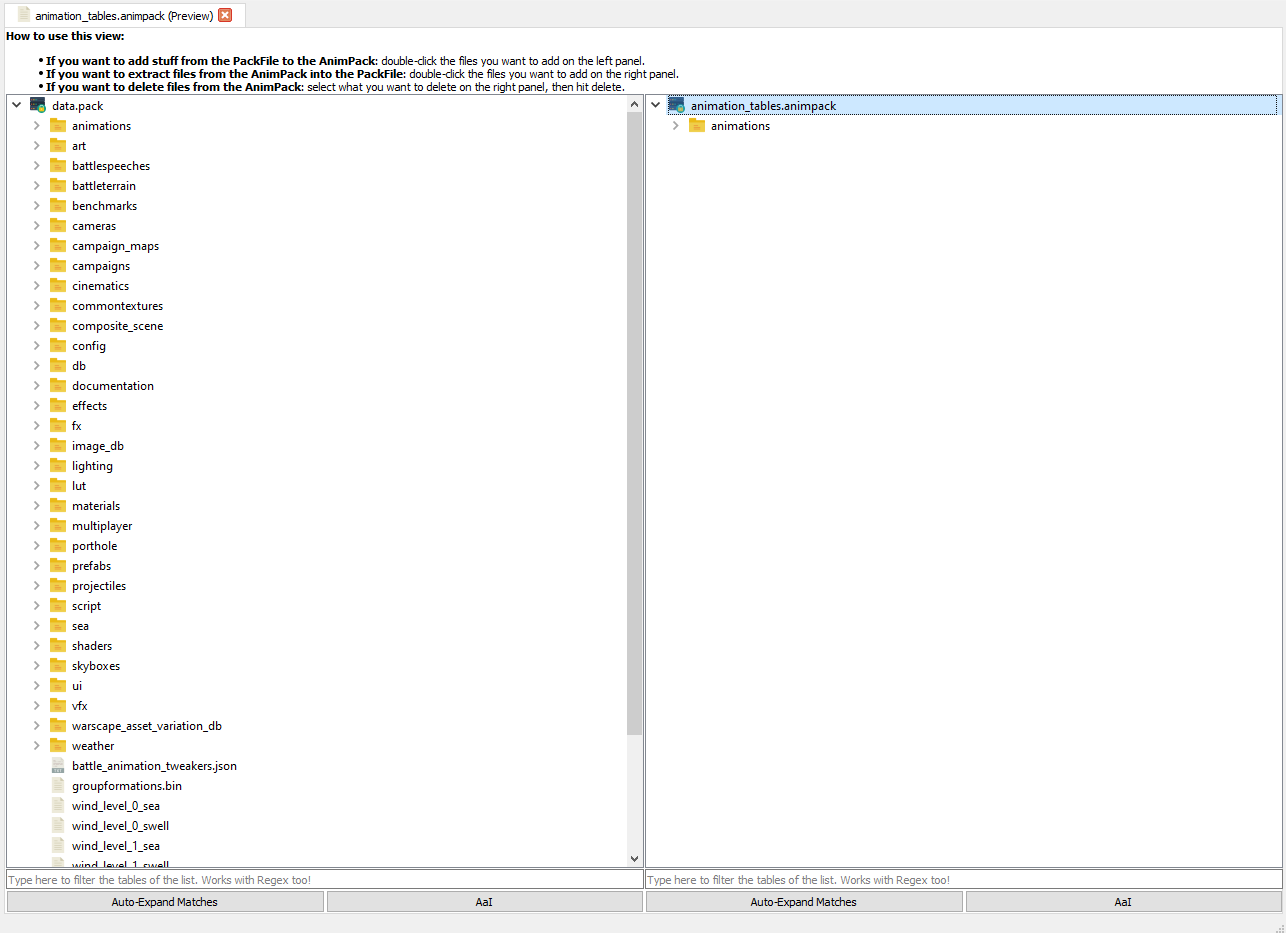 animation_tables.animpack (Preview)
How to use this view:
• If you want to add stuff from the PackFile to the AnimPack: double-click the files you want to add on the left panel.
• If you want to extract files from the AnimPack into the PackFile: double-click the files you want to add on the right panel.
• If you want to delete files from the AnimPack: select what you want to delete on the right panel, then hit delete.
data.pack
animations
art
battlespeeches
battleterrain
benchmarks
cameras
campaign_maps
campaigns
cinematics
commontextures
composite_scene
config
db
documentation
effects
fx
image_db
lighting
lut
materials
multiplayer
porthole
prefabs
projectiles
script
sea
shaders
skyboxes
ui
vfx
warscape_asset_variation_db
weather
battle_animation_tweakers.json
groupformations.bin
wind_level_0_sea
wind_level_0_swell
wind_level_1_sea
wind_level_1_swell
Type here to filter the tables of the list. Works with Regex too!
Auto-Expand Matches
AaI
animation_tables.animpack
animations
Type here to filter the tables of the list. Works with Regex too!
Auto-Expand Matches
AaI